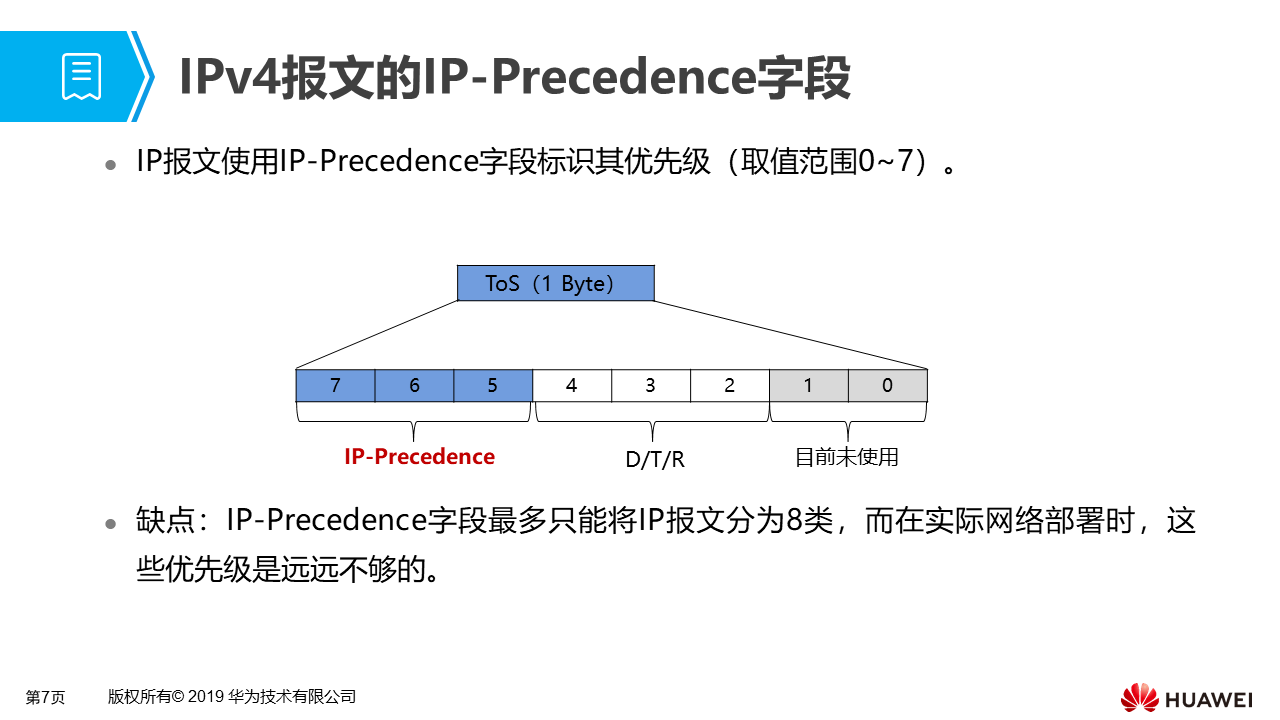 IPv4报文的IP-Precedence字段
IP报文使用IP-Precedence字段标识其优先级（取值范围0~7）。
ToS（1 Byte）
7 6 5 4 3 2 1 0
IP-Precedence D/T/R 目前未使用
缺点：IP-Precedence字段最多只能将IP报文分为8类，而在实际网络部署时，这
些优先级是远远不够的。
第7页 版权所有© 2019 华为技术有限公司
HUAWEI